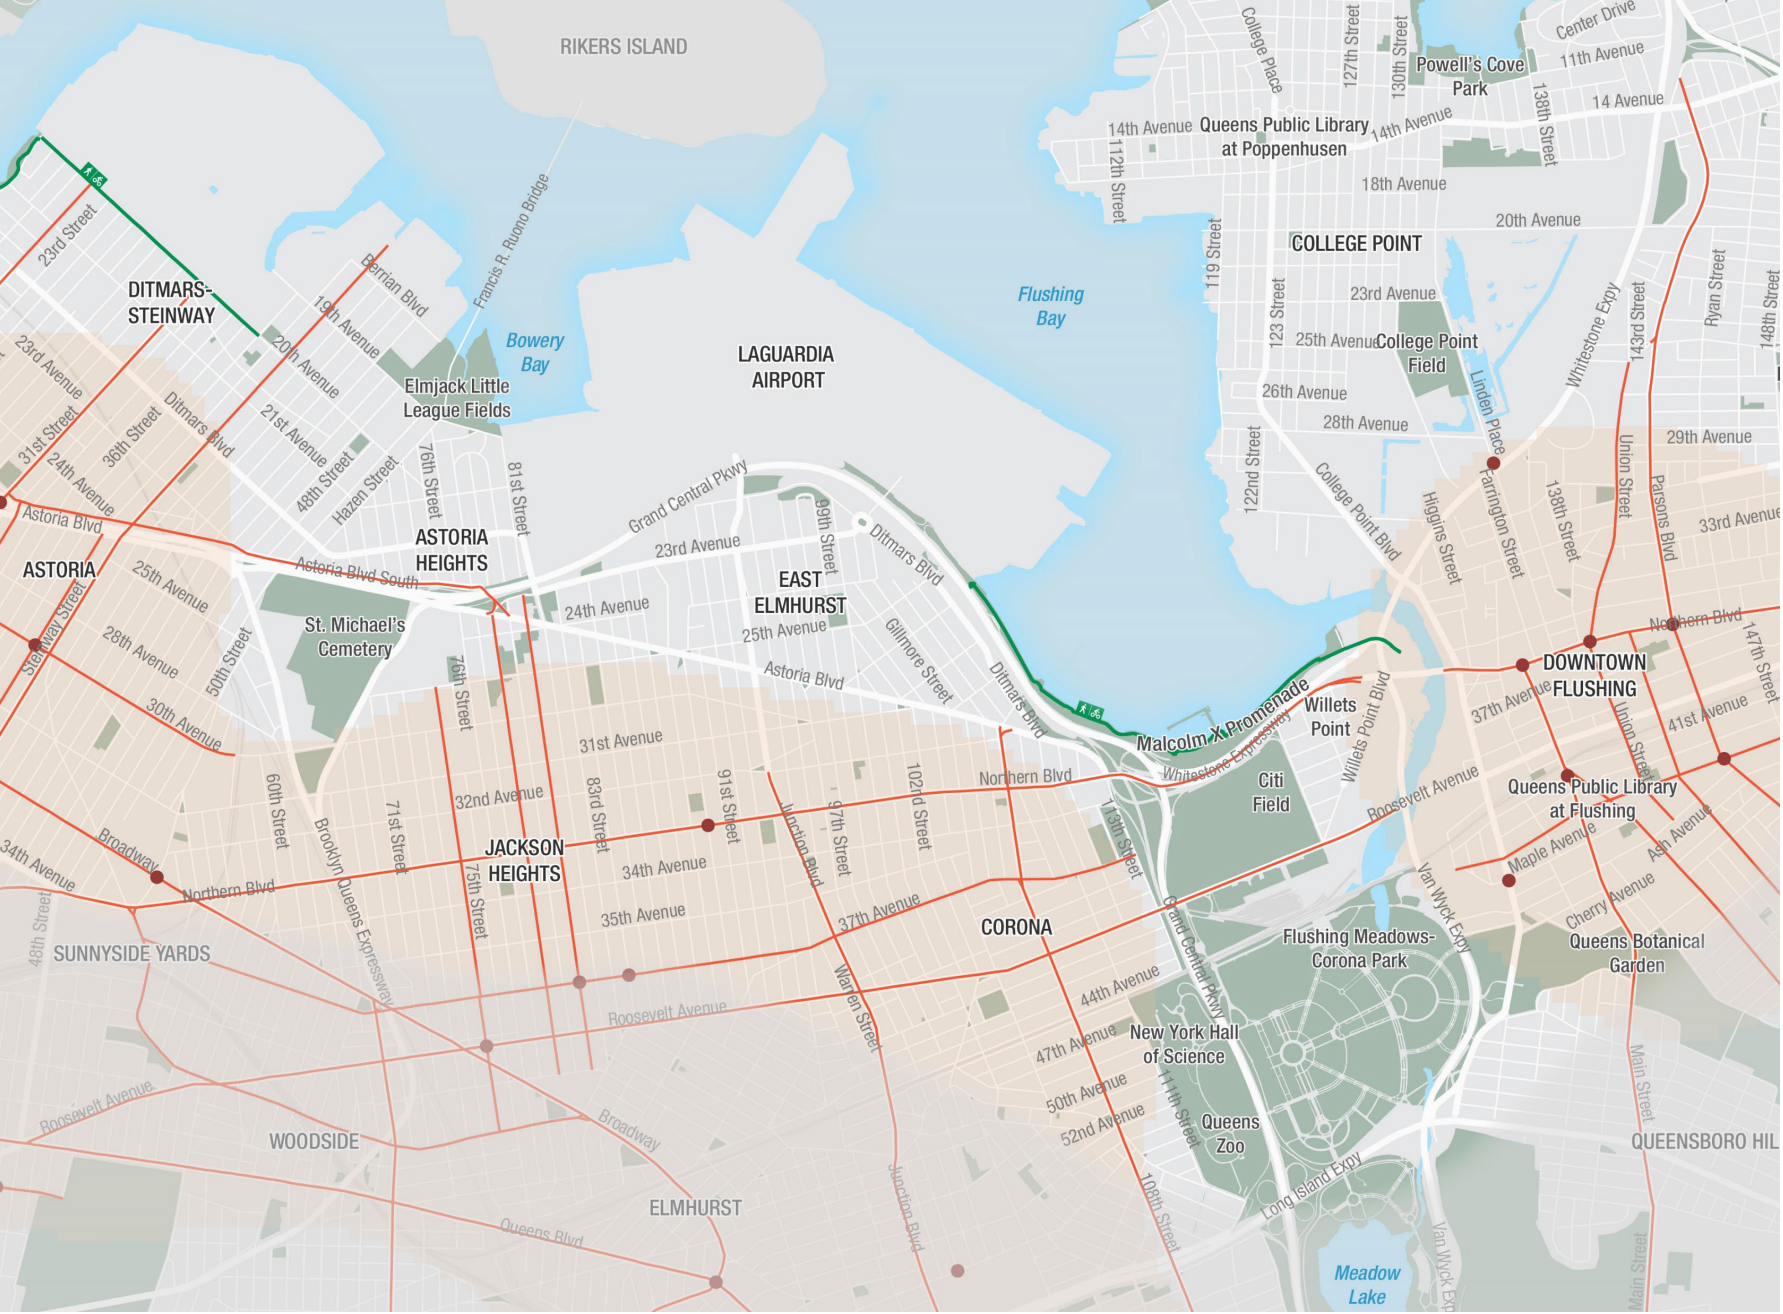 RIKERS ISLAND
College Place
127th Street
130th Street
Center Drive
11th Avenue
Powell's Cove
Park
138th Street
14 Avenue
14th Avenue
Queens Public Library
at Poppenhusen
14th Avenue
112th Street
18th Avenue
20th Avenue
23rd Street
Francis R. Ruono Bridge
COLLEGE POINT
119 Street
Berrian Blvd
DITMARS-
STEINWAY
19th Avenue
Flushing
Bay
123 Street
23rd Avenue
Whitestone Expy
143rd Street
Ryan Street
148th Street
25th Avenue
College Point
Field
Bowery
Bay
LAGUARDIA
AIRPORT
23rd Avenue
20th Avenue
Elmjack Little
League Fields
26th Avenue
Linden Place
28th Avenue
31st Street
36th Street
Ditmars Blvd
21st Avenue
24th Avenue
48th Street
Hazen Street
76th Street
81st Street
Grand Central Pkwy
122nd Street
College Point Blvd
Higgins Street
Farrington Street
138th Street
Union Street
Parsons Blvd
29th Avenue
33rd Avenue
Astoria Blvd
ASTORIA
25th Avenue
Astoria Blvd South
ASTORIA
HEIGHTS
23rd Avenue
99th Street
Ditmars Blvd
EAST
ELMHURST
24th Avenue
25th Avenue
Gillmore Street
St. Michael's
Cemetery
Steinway Street
28th Avenue
50th Street
30th Avenue
76th Street
Astoria Blvd
Ditmars Blvd
Northern Blvd
147th Street
DOWNTOWN
FLUSHING
37th Avenue
Union Street
41st Avenue
Malcolm X Promenade
Whitestone Expressway
Willets
Point
Willets Point Blvd
Citi
Field
Roosevelt Avenue
Queens Public Library
at Flushing
Maple Avenue
Ash Avenue
Cherry Avenue
31st Avenue
32nd Avenue
60th Street
71st Street
83rd Street
91st Street
Junction Blvd
97th Street
102nd Street
Northern Blvd
113th Street
JACKSON
HEIGHTS
34th Avenue
Broadway
34th Avenue
Northern Blvd
Brooklyn Queens Expressway
75th Street
35th Avenue
37th Avenue
CORONA
Grand Central Pkwy
Van Wyck Expy
Flushing Meadows-
Corona Park
Queens Botanical
Garden
48th Street
SUNNYSIDE YARDS
Warren Street
44th Avenue
Roosevelt Avenue
New York Hall
of Science
47th Avenue
111th Street
50th Avenue
52nd Avenue
Queens
Zoo
Roosevelt Avenue
WOODSIDE
Broadway
Main Street
QUEENSBORO HIL
ELMHURST
Junction Blvd
108th Street
Long Island Expy
Queens Blvd
Meadow
Lake
Van Wyck Exp
Main Street